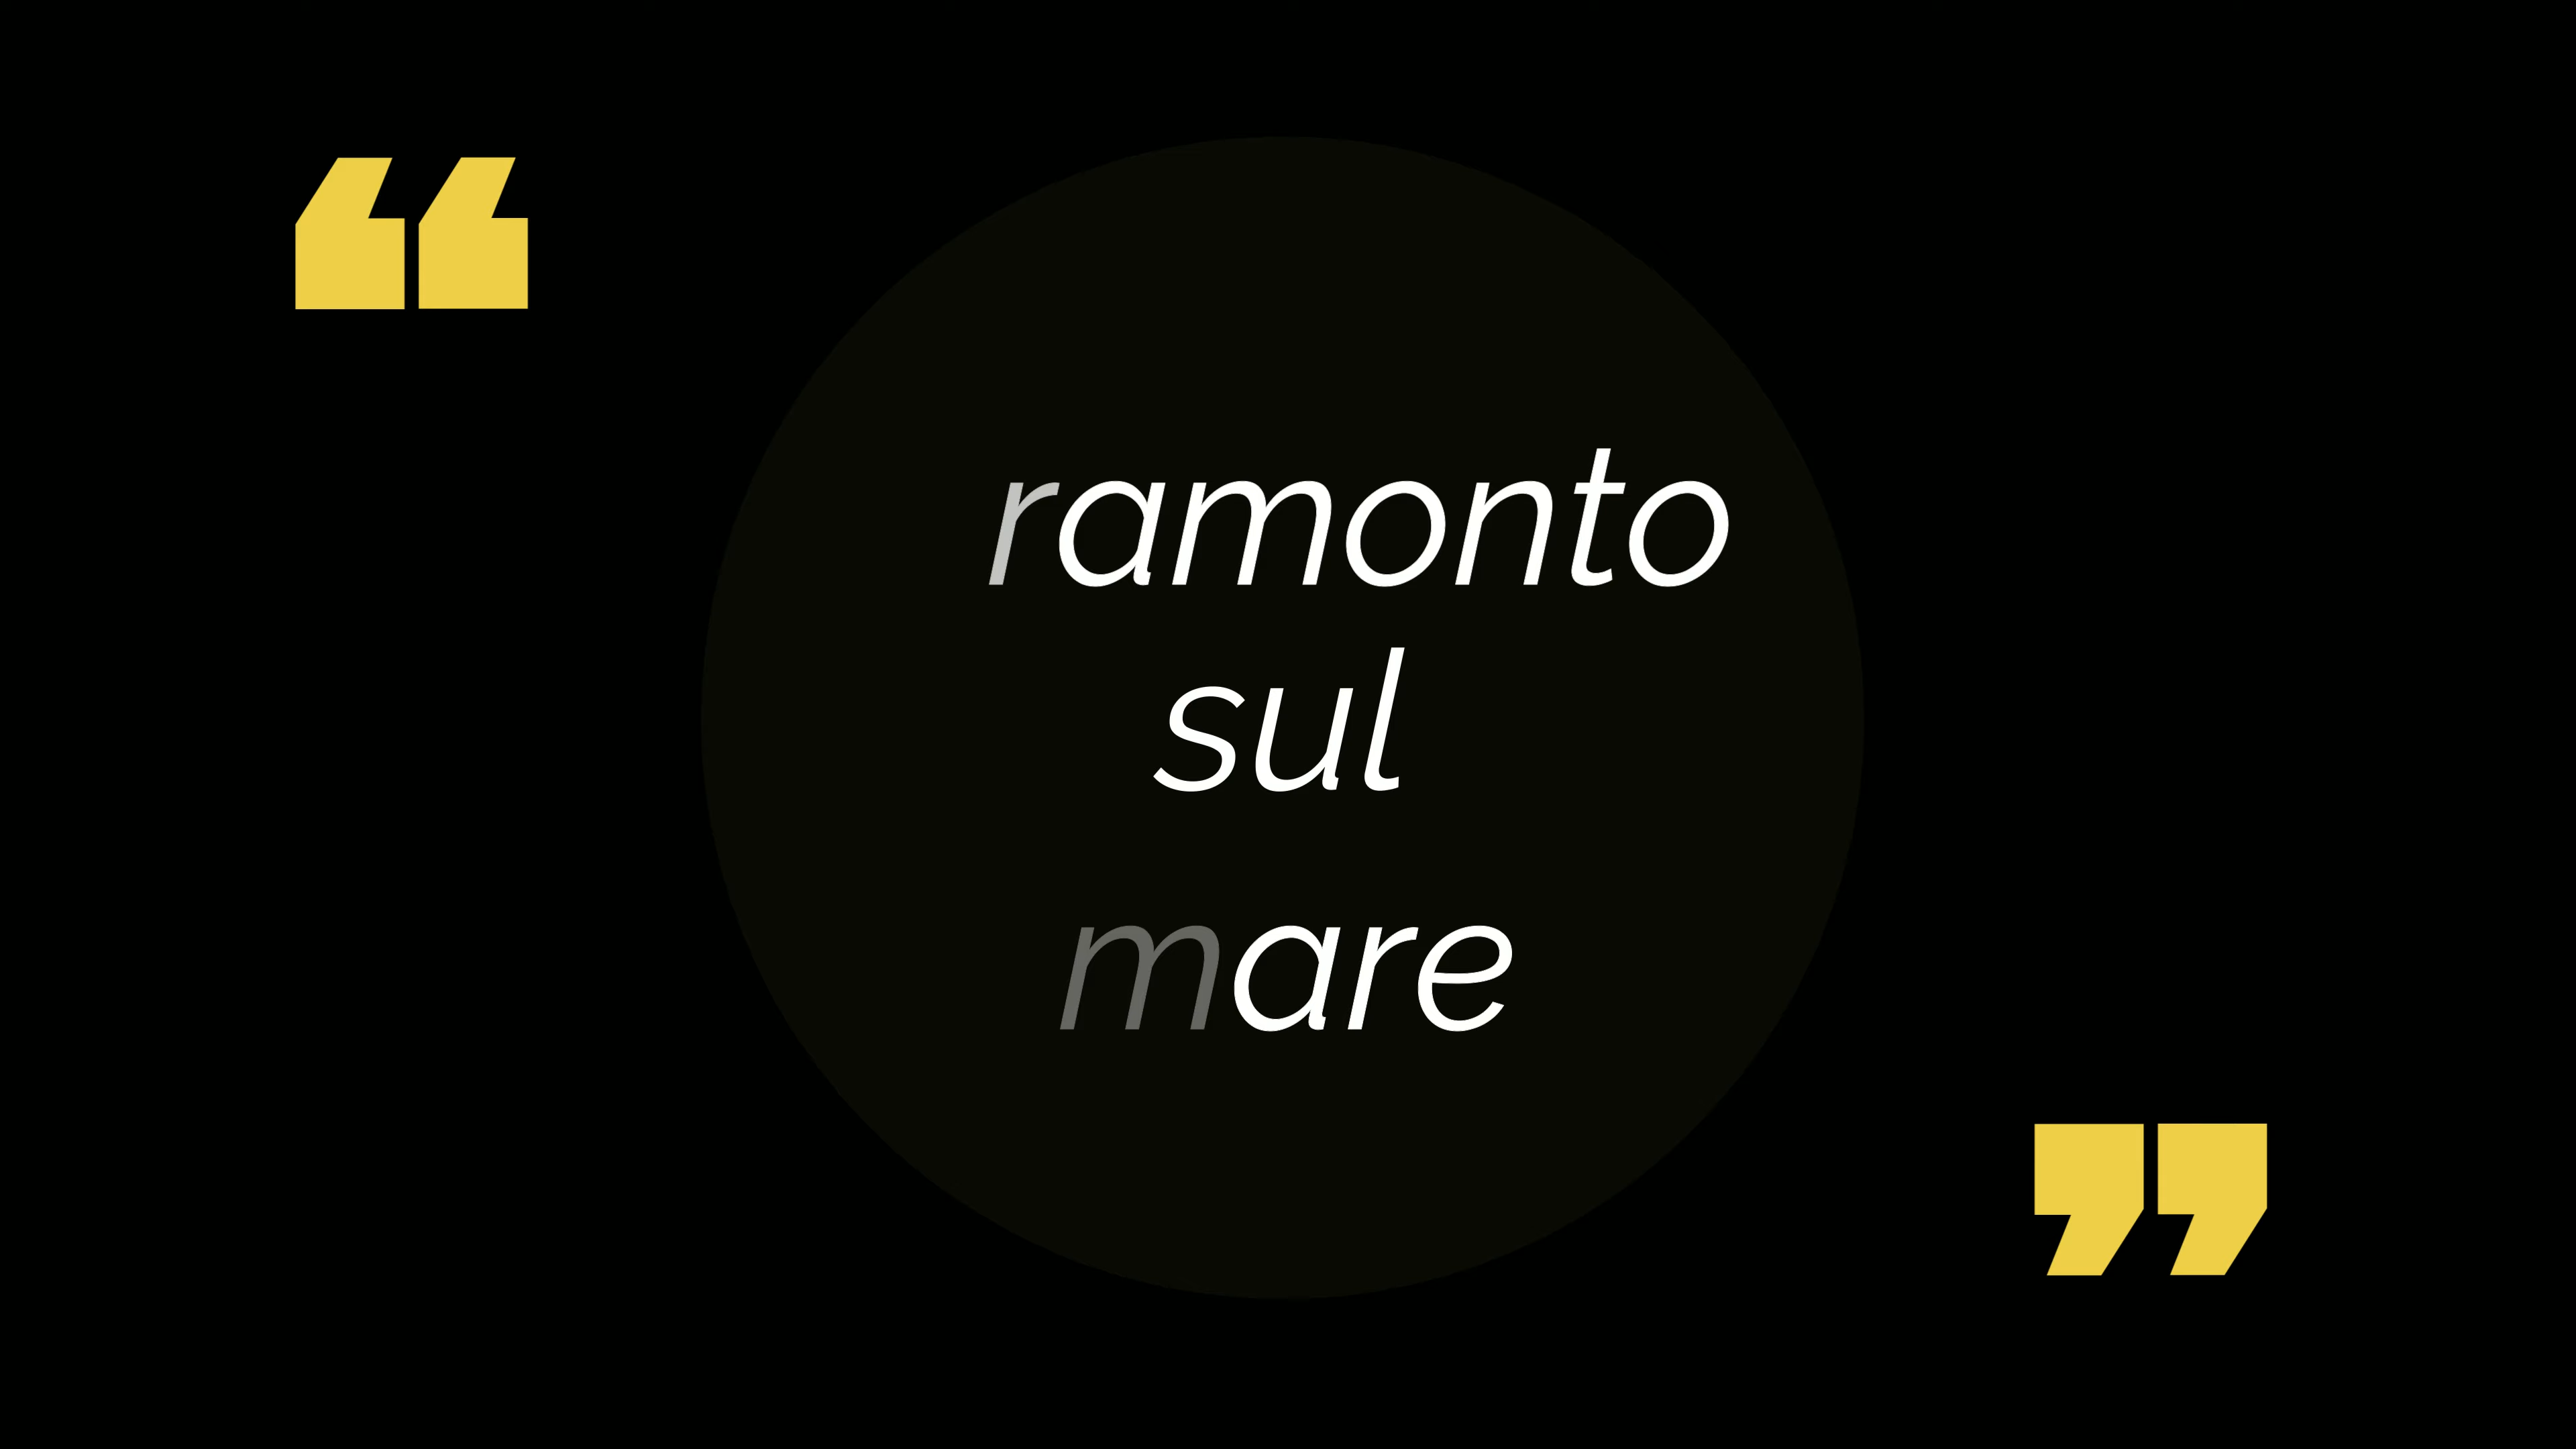 “
ramonto
sul
mare
”